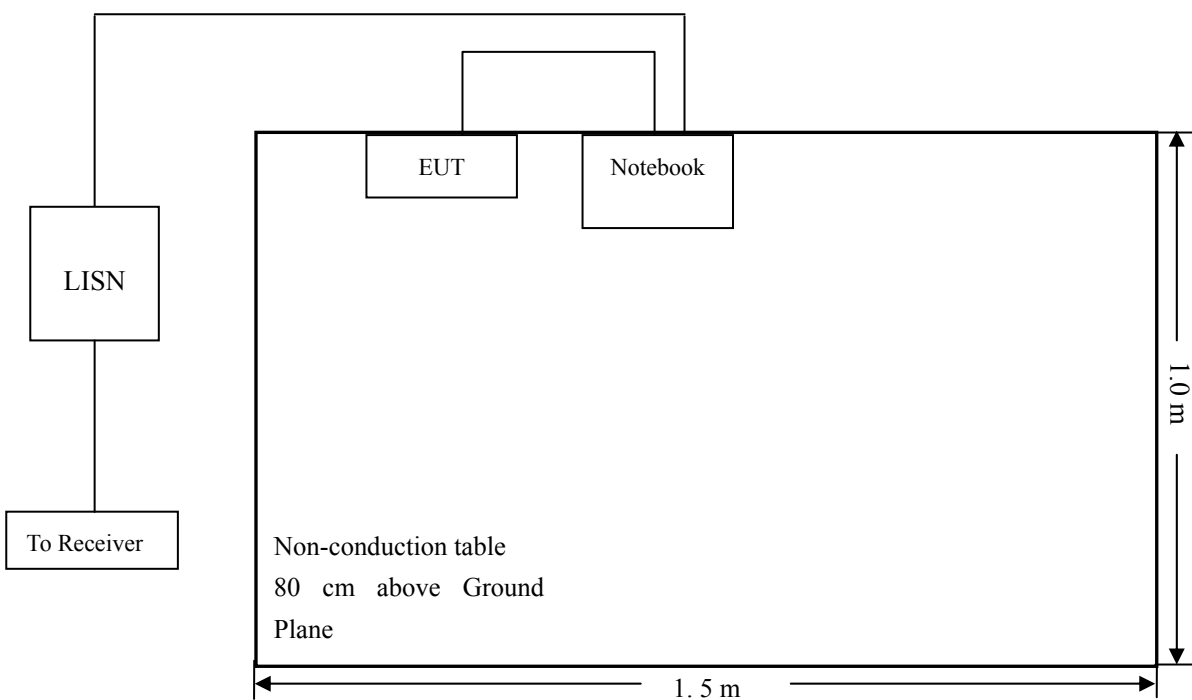 EUT
Notebook
LISN
1.0 m
To Receiver
Non-conduction table
80 cm above Ground
Plane
1. 5 m